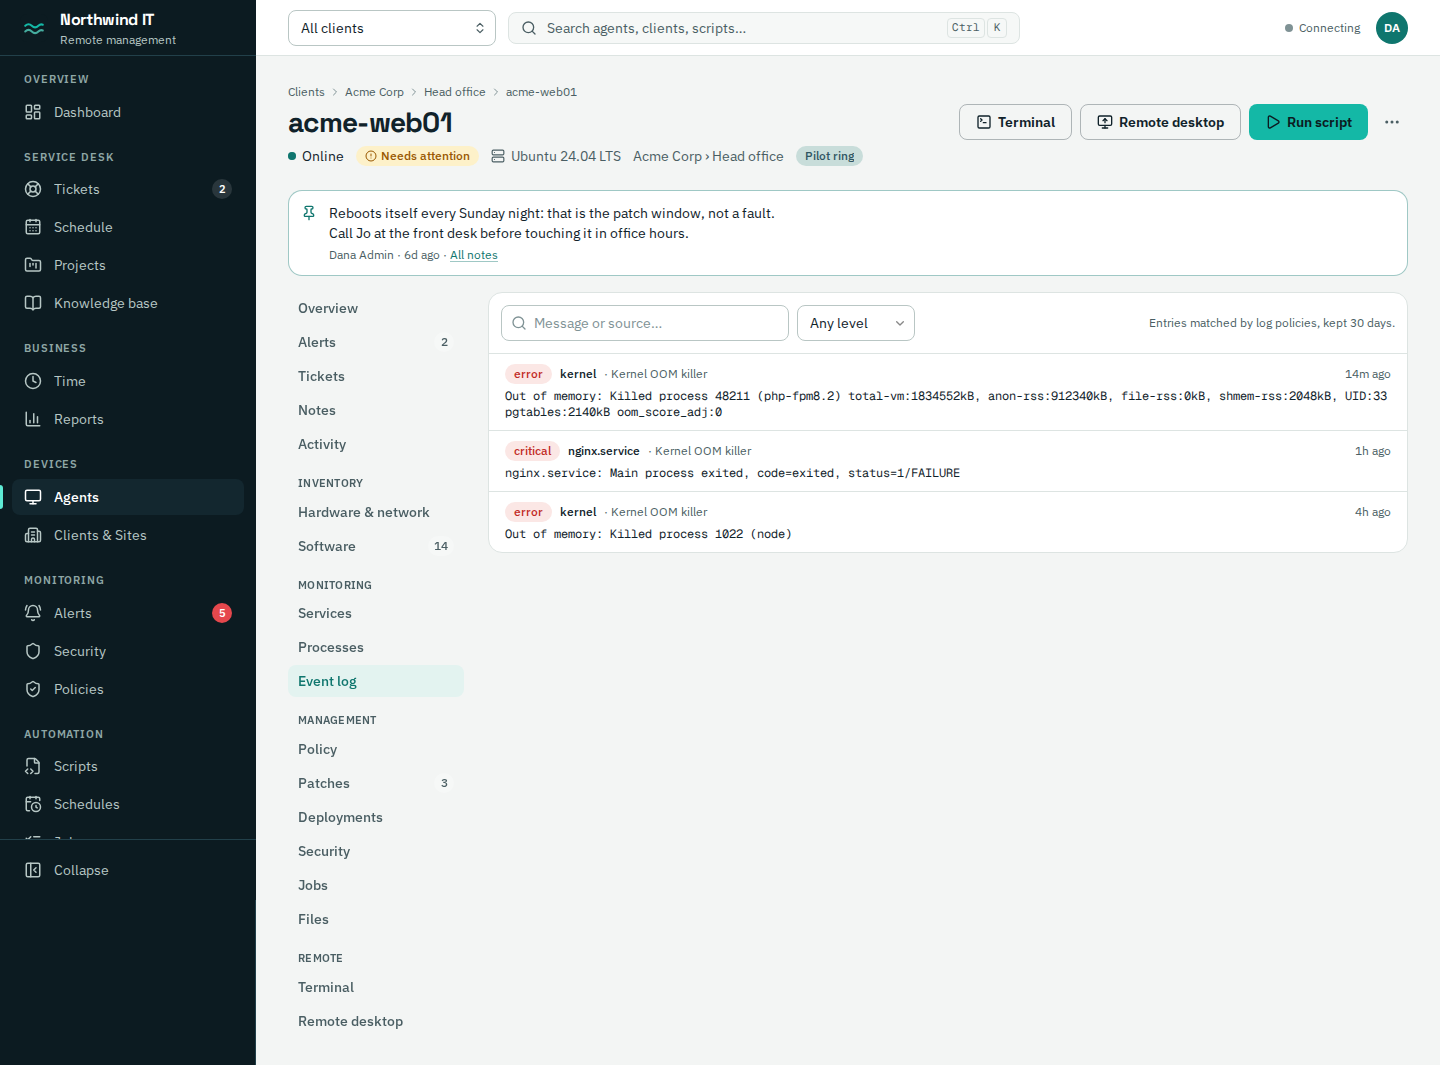 Northwind IT
Remote management
All clients
Search agents, clients, scripts...
Ctrl K
Connecting
DA
OVERVIEW
Dashboard
SERVICE DESK
Tickets 2
Schedule
Projects
Knowledge base
BUSINESS
Time
Reports
DEVICES
Agents
Clients & Sites
MONITORING
Alerts 5
Security
Policies
AUTOMATION
Scripts
Schedules
Collapse
Clients > Acme Corp > Head office > acme-web01
acme-web01
Terminal
Remote desktop
Run script
Online
Needs attention
Ubuntu 24.04 LTS
Acme Corp › Head office
Pilot ring
Reboots itself every Sunday night: that is the patch window, not a fault.
Call Jo at the front desk before touching it in office hours.
Dana Admin · 6d ago · All notes
Overview
Alerts 2
Tickets
Notes
Activity
INVENTORY
Hardware & network
Software 14
MONITORING
Services
Processes
Event log
MANAGEMENT
Policy
Patches 3
Deployments
Security
Jobs
Files
REMOTE
Terminal
Remote desktop
Message or source...
Any level
Entries matched by log policies, kept 30 days.
error kernel · Kernel OOM killer 14m ago
Out of memory: Killed process 48211 (php-fpm8.2) total-vm:1834552kB, anon-rss:912340kB, file-rss:0kB, shmem-rss:2048kB, UID:33
pgtables:2140kB oom_score_adj:0
critical nginx.service · Kernel OOM killer 1h ago
nginx.service: Main process exited, code=exited, status=1/FAILURE
error kernel · Kernel OOM killer 4h ago
Out of memory: Killed process 1022 (node)